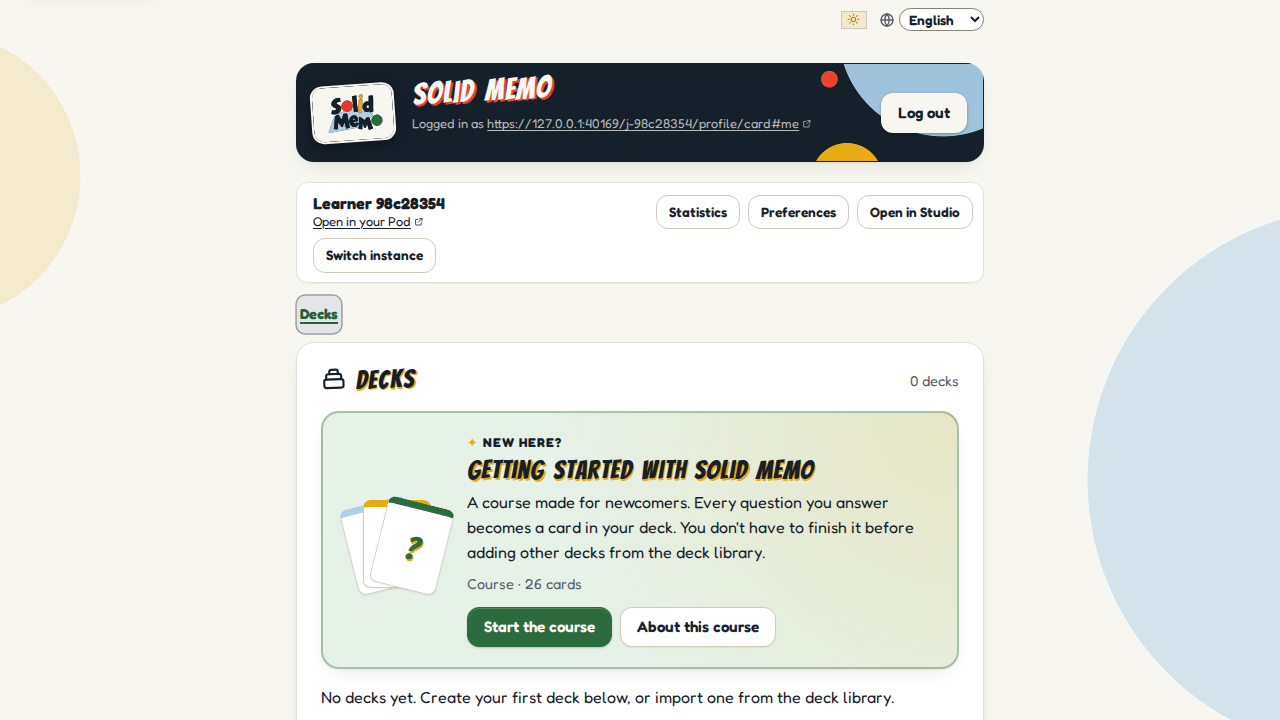 English
Solid Memo
SOLID MEMO
Logged in as https://127.0.0.1:40169/j-98c28354/profile/card#me
Log out
Learner 98c28354
Open in your Pod
Statistics
Preferences
Open in Studio
Switch instance
Decks
DECKS
0 decks
NEW HERE?
GETTING STARTED WITH SOLID MEMO
A course made for newcomers. Every question you answer
becomes a card in your deck. You don't have to finish it before
adding other decks from the deck library.
?
Course · 26 cards
Start the course
About this course
No decks yet. Create your first deck below, or import one from the deck library.